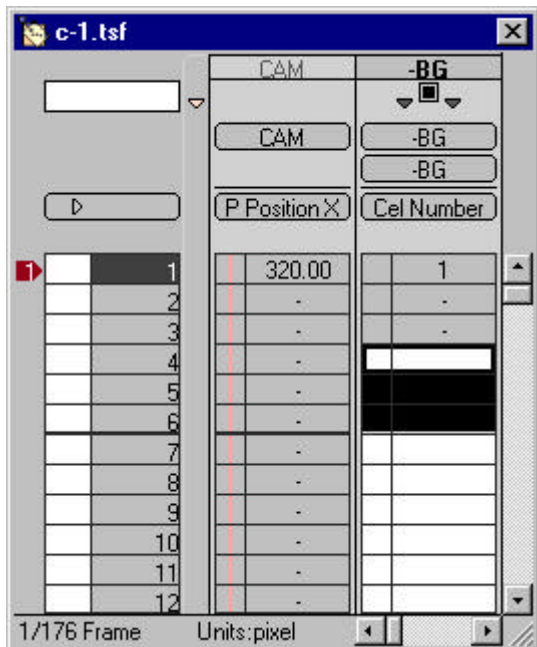 c-1.tsf
CAM -BG
CAM -BG
-BG
P Position X Cel Number
1 1 320.00 1
2 - -
3 - -
4 -
5 -
6 -
7 -
8 -
9 -
10 -
11 -
12 -
1/176 Frame Units:pixel